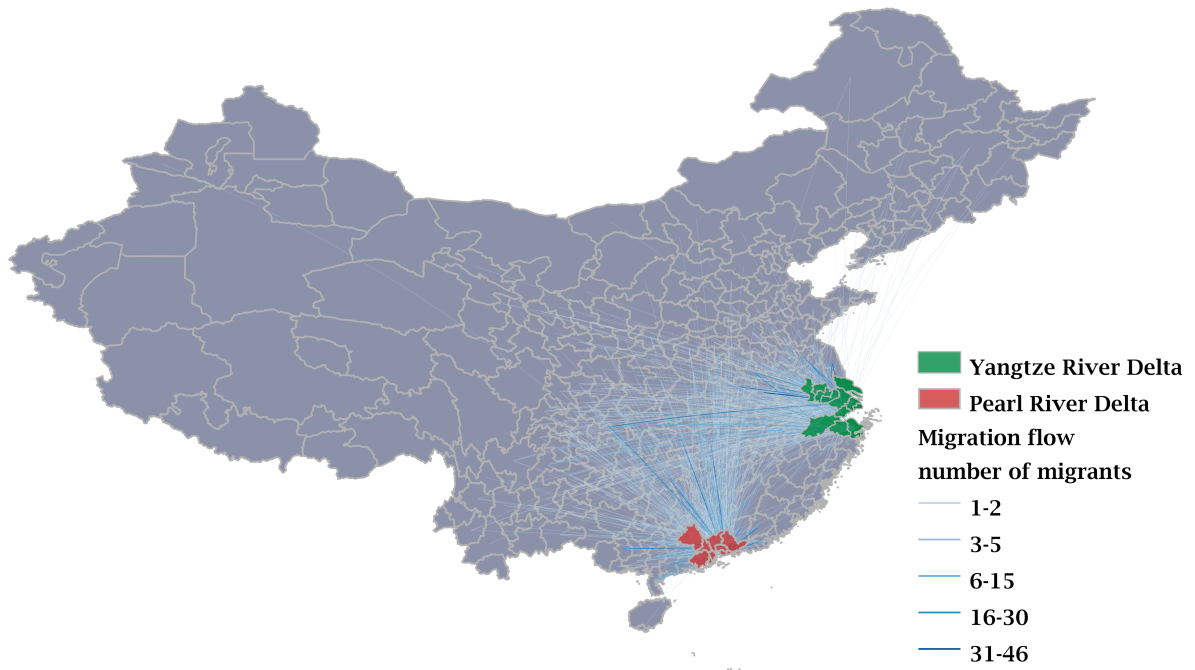 Yangtze River Delta
Pearl River Delta
Migration flow
number of migrants
1-2
3-5
6-15
16-30
31-46